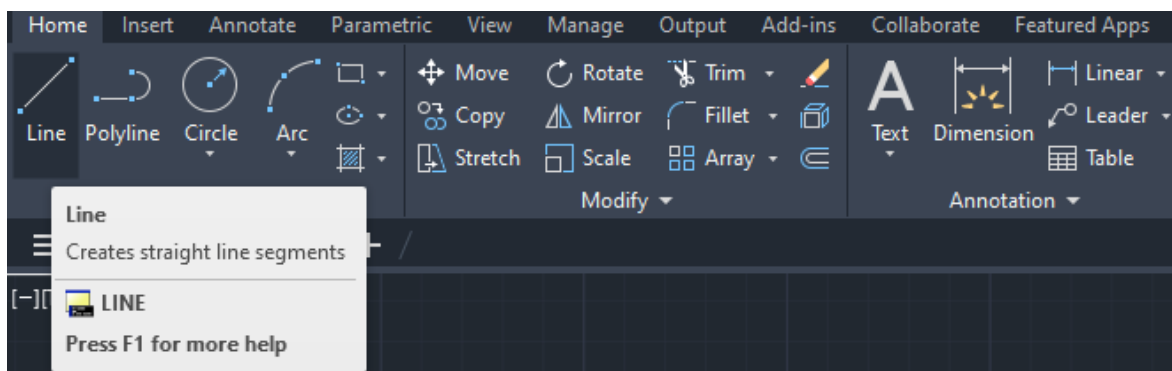 Home Insert Annotate Parametric View Manage Output Add-ins Collaborate Featured Apps
Line Polyline Circle Arc
Move Rotate Trim
Copy Mirror Fillet
Stretch Scale Array
Modify
Text Dimension
Linear
Leader
Table
Annotation
Line
Creates straight line segments
LINE
Press F1 for more help
[−][